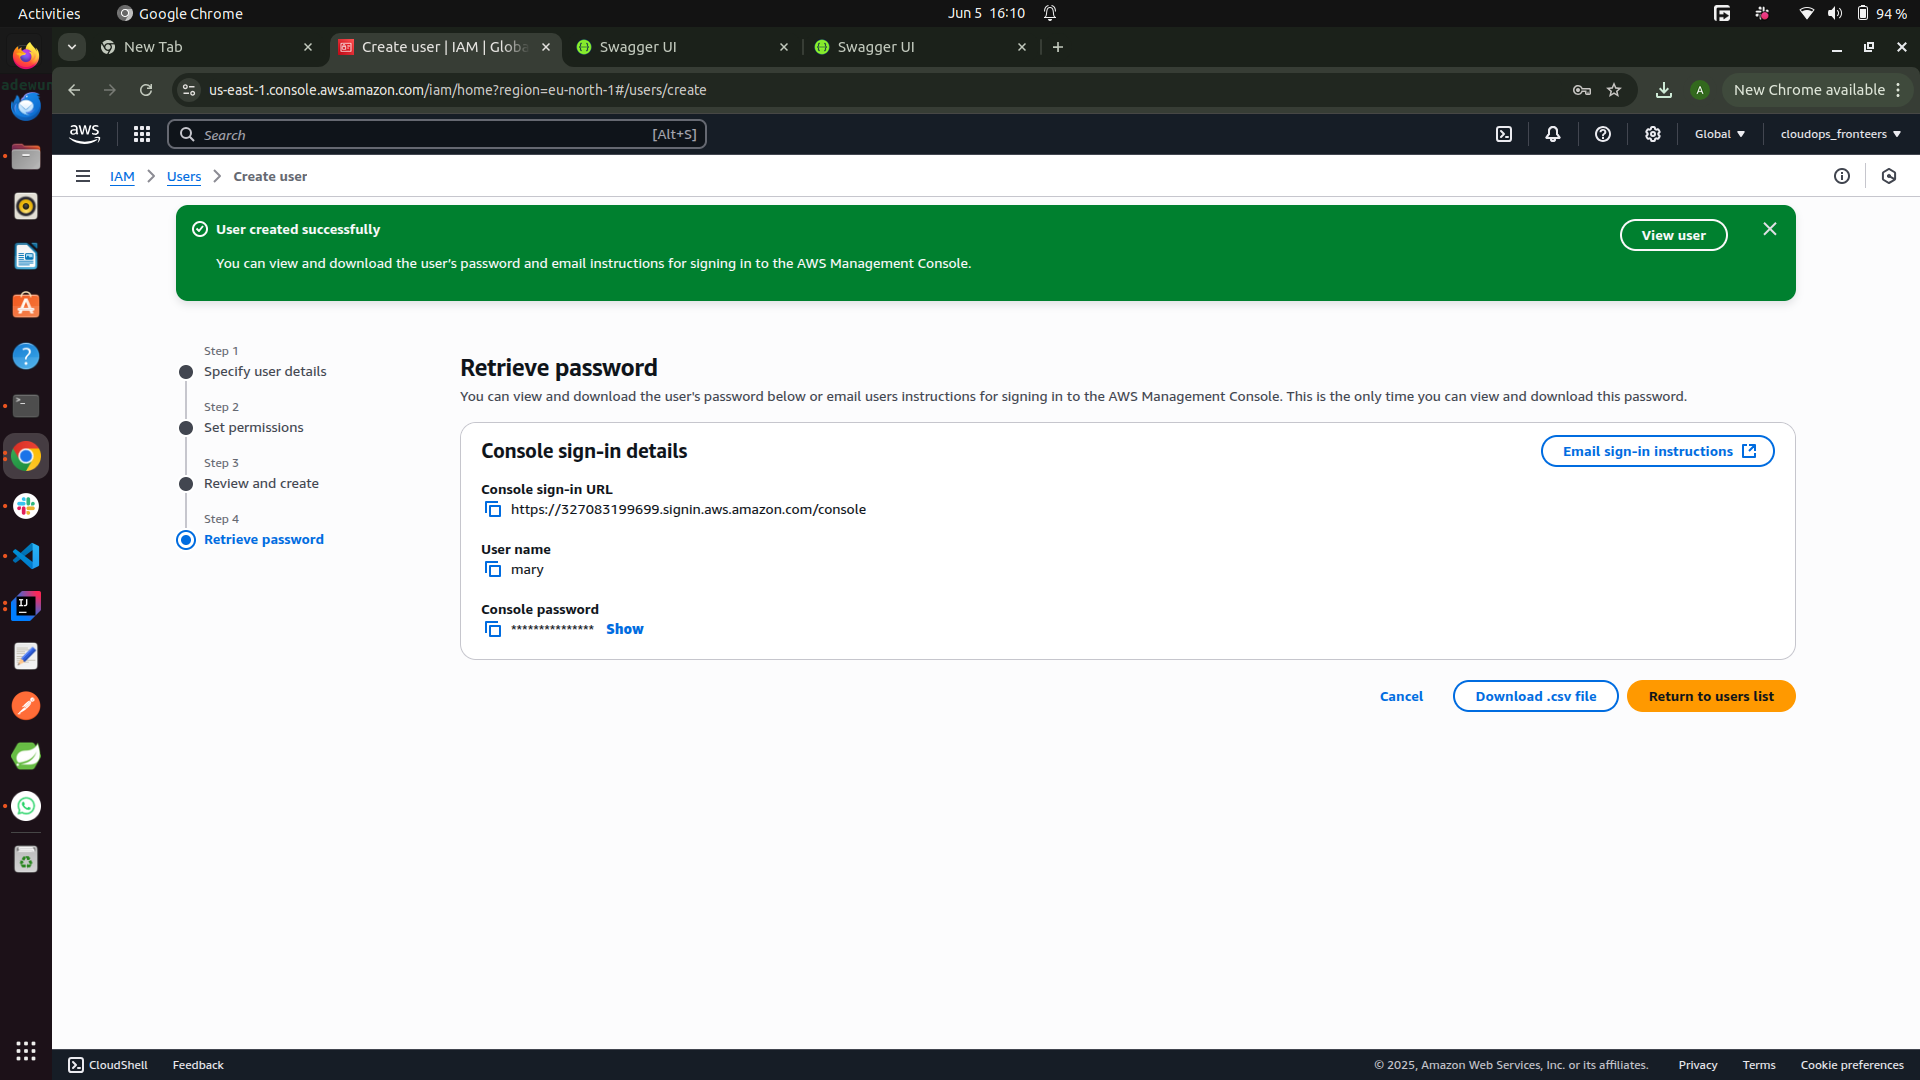 Activities
Google Chrome
Jun 5 16:10
94 %
New Tab
Create user | IAM | Globa
Swagger UI
Swagger UI
adewur
us-east-1.console.aws.amazon.com/iam/home?region=eu-north-1#/users/create
A
New Chrome available
aws
Search
[Alt+S]
Global
cloudops_fronteers
IAM
Users
Create user
User created successfully
View user
You can view and download the user's password and email instructions for signing in to the AWS Management Console.
Step 1
Specify user details
Step 2
Set permissions
Step 3
Review and create
Step 4
Retrieve password
Retrieve password
You can view and download the user's password below or email users instructions for signing in to the AWS Management Console. This is the only time you can view and download this password.
Console sign-in details
Email sign-in instructions
Console sign-in URL
https://327083199699.signin.aws.amazon.com/console
User name
mary
Console password
*************** Show
Cancel
Download .csv file
Return to users list
CloudShell
Feedback
© 2025, Amazon Web Services, Inc. or its affiliates.
Privacy
Terms
Cookie preferences